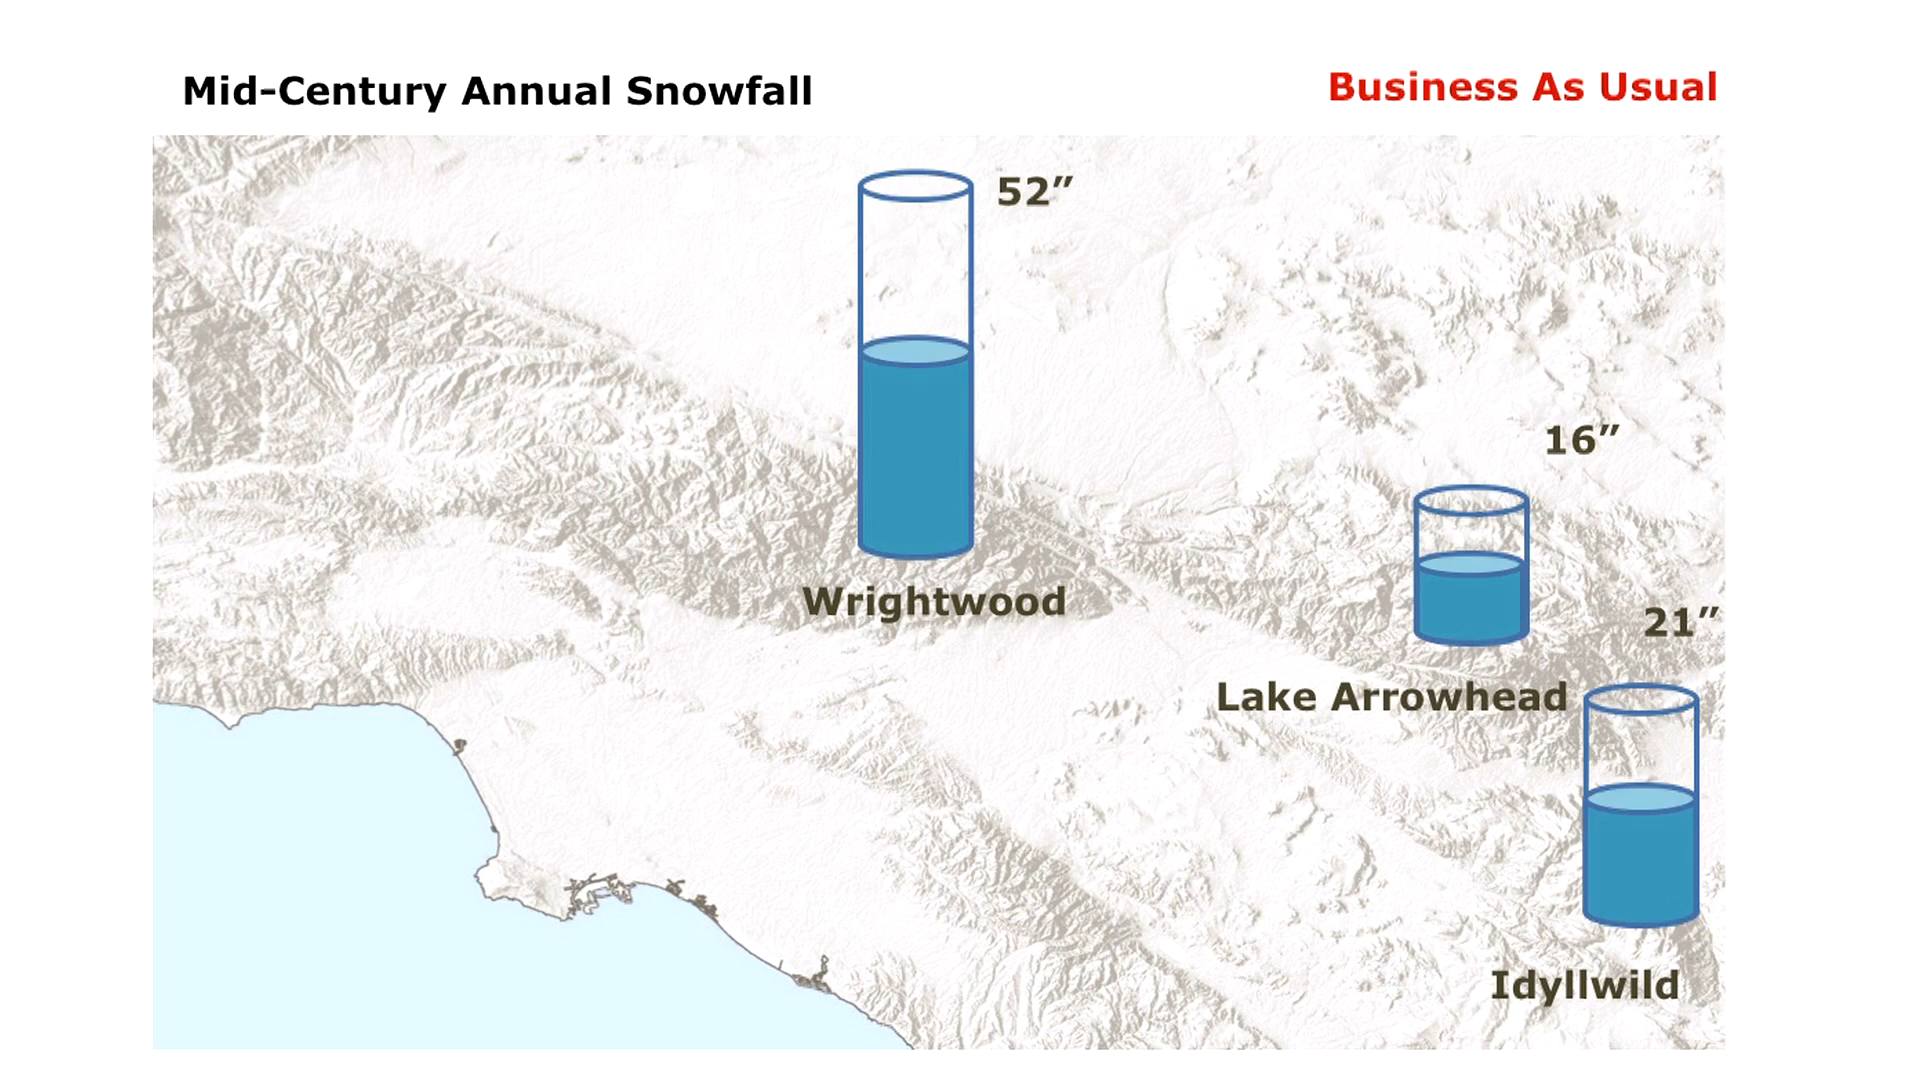 Mid-Century Annual Snowfall
Business As Usual
52”
16”
Wrightwood
21”
Lake Arrowhead
Idyllwild